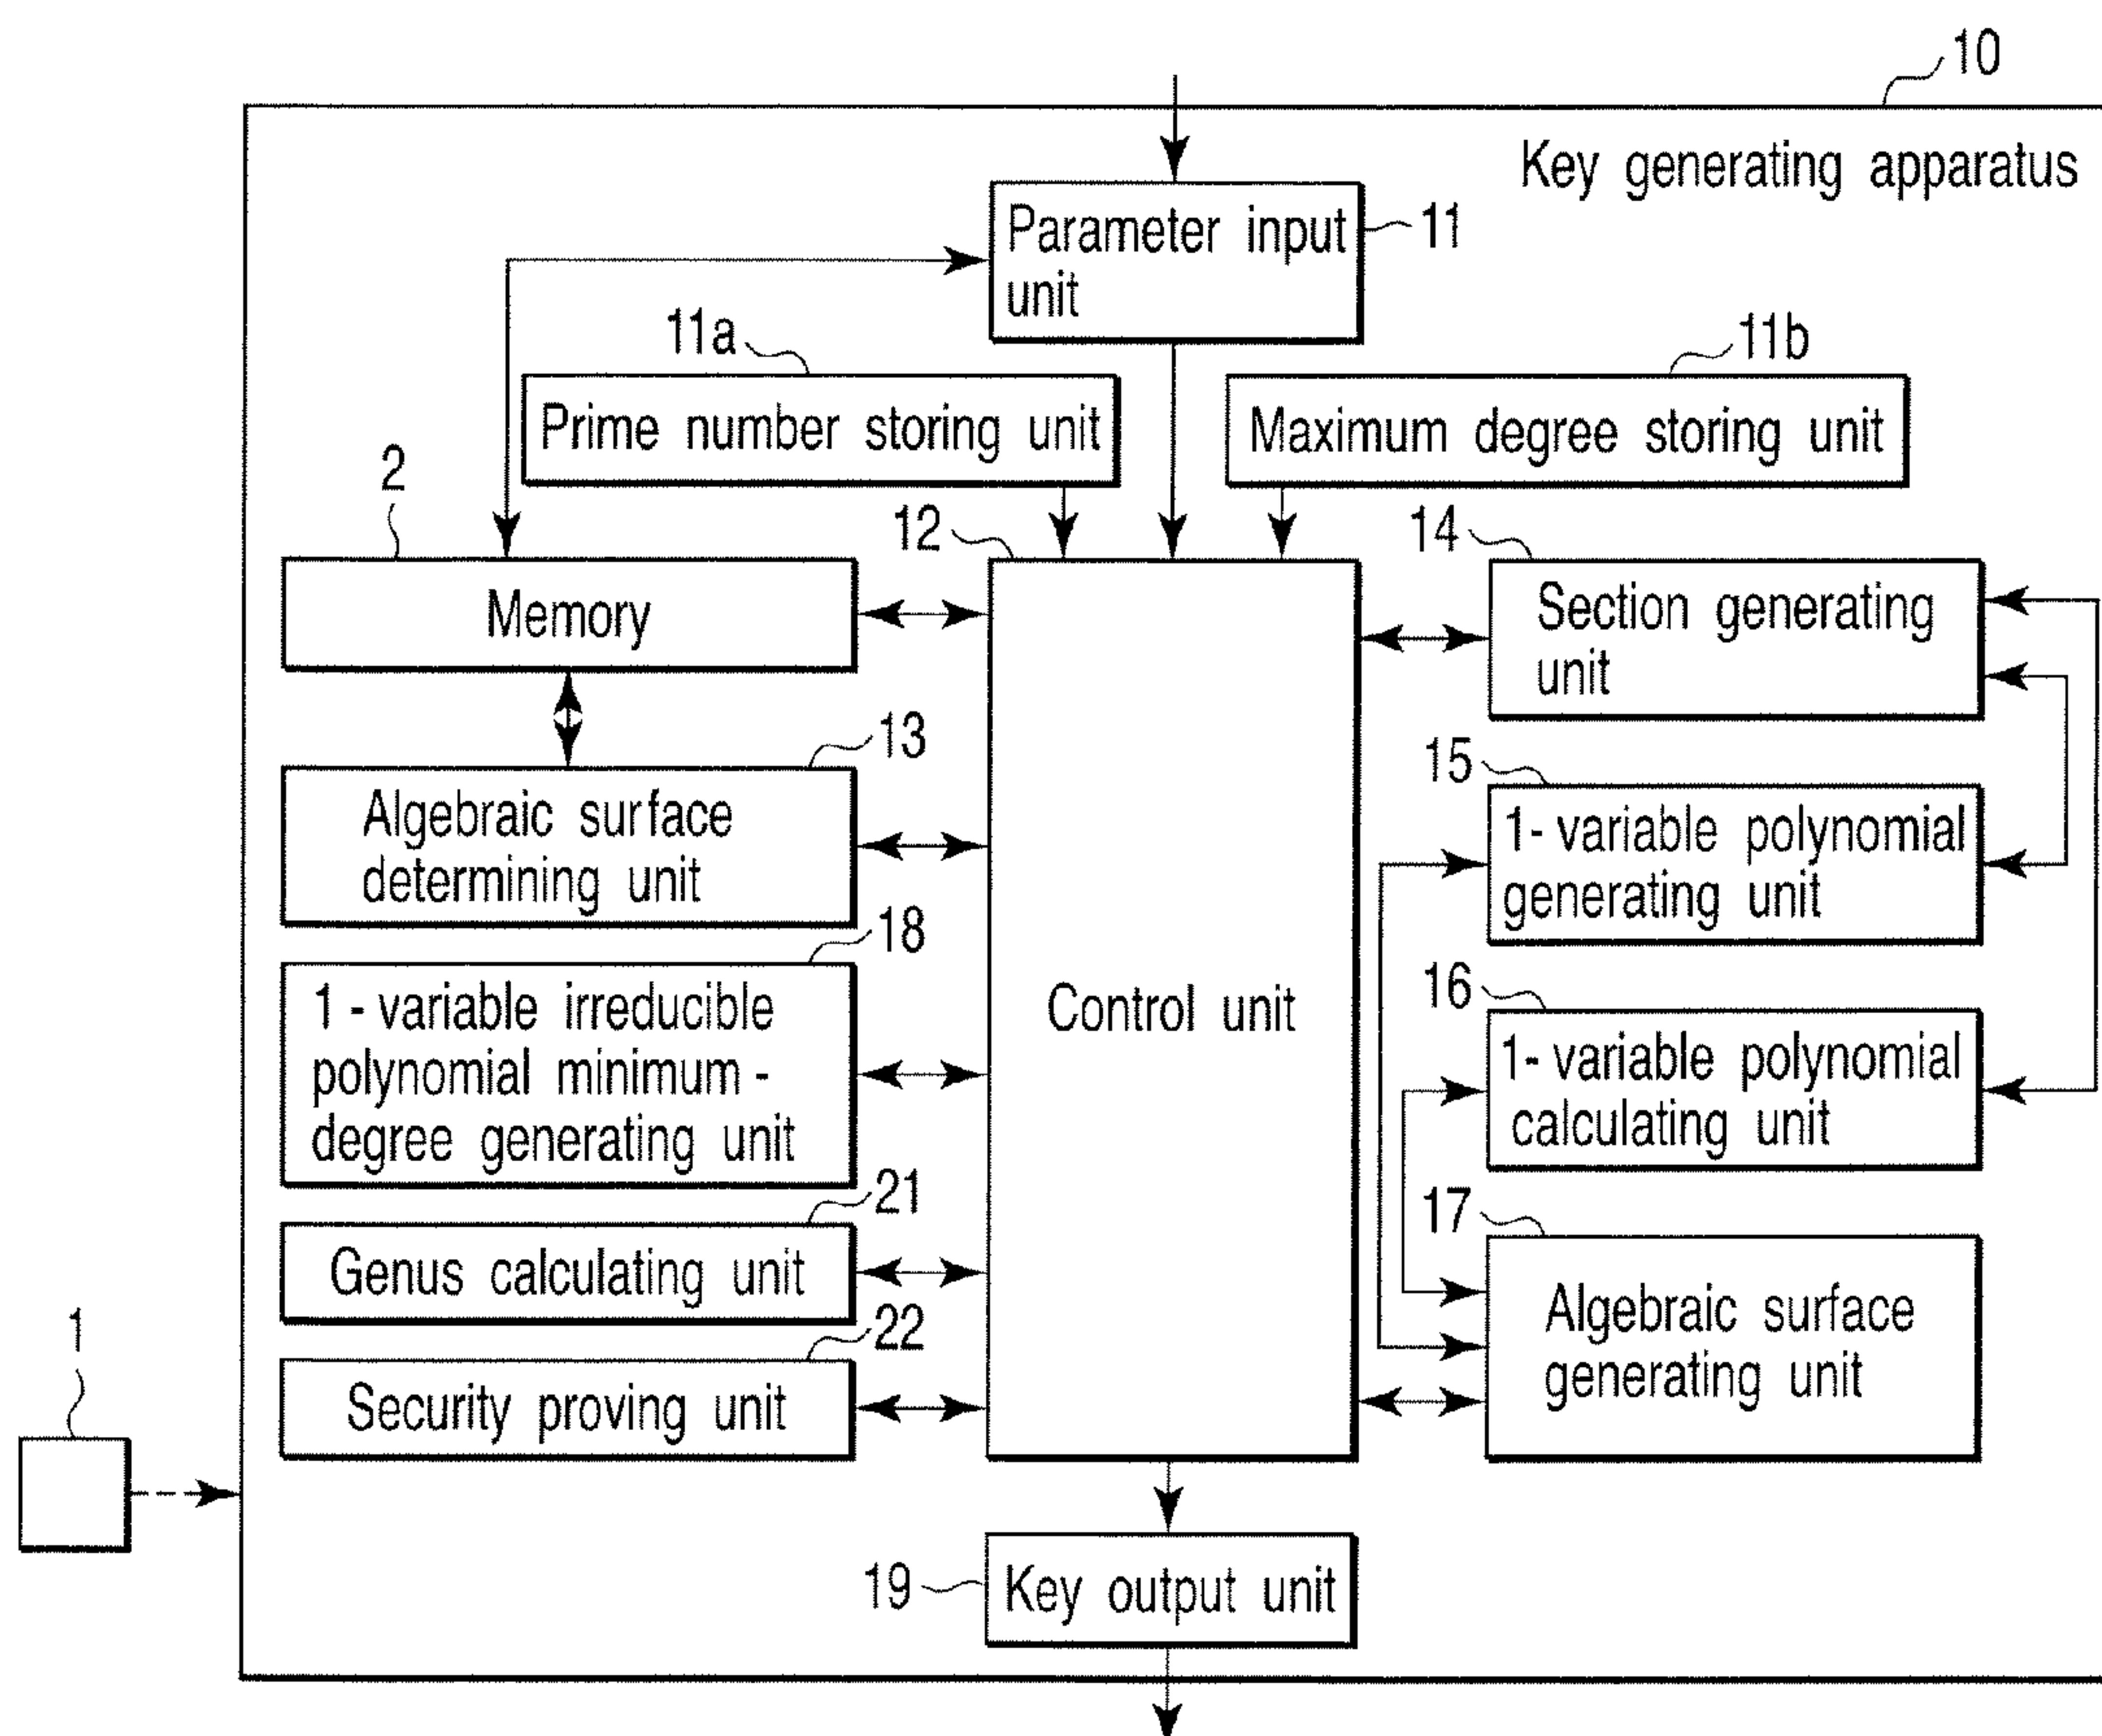 10
Key generating apparatus
Parameter input
unit
11
11a
11b
Prime number storing unit
Maximum degree storing unit
2
12
14
Memory
Section generating
unit
13
15
Algebraic surface
determining unit
1- variable polynomial
generating unit
18
16
1 - variable irreducible
polynomial minimum -
degree generating unit
Control unit
1- variable polynomial
calculating unit
21
17
Genus calculating unit
Algebraic surface
generating unit
22
1
Security proving unit
19
Key output unit